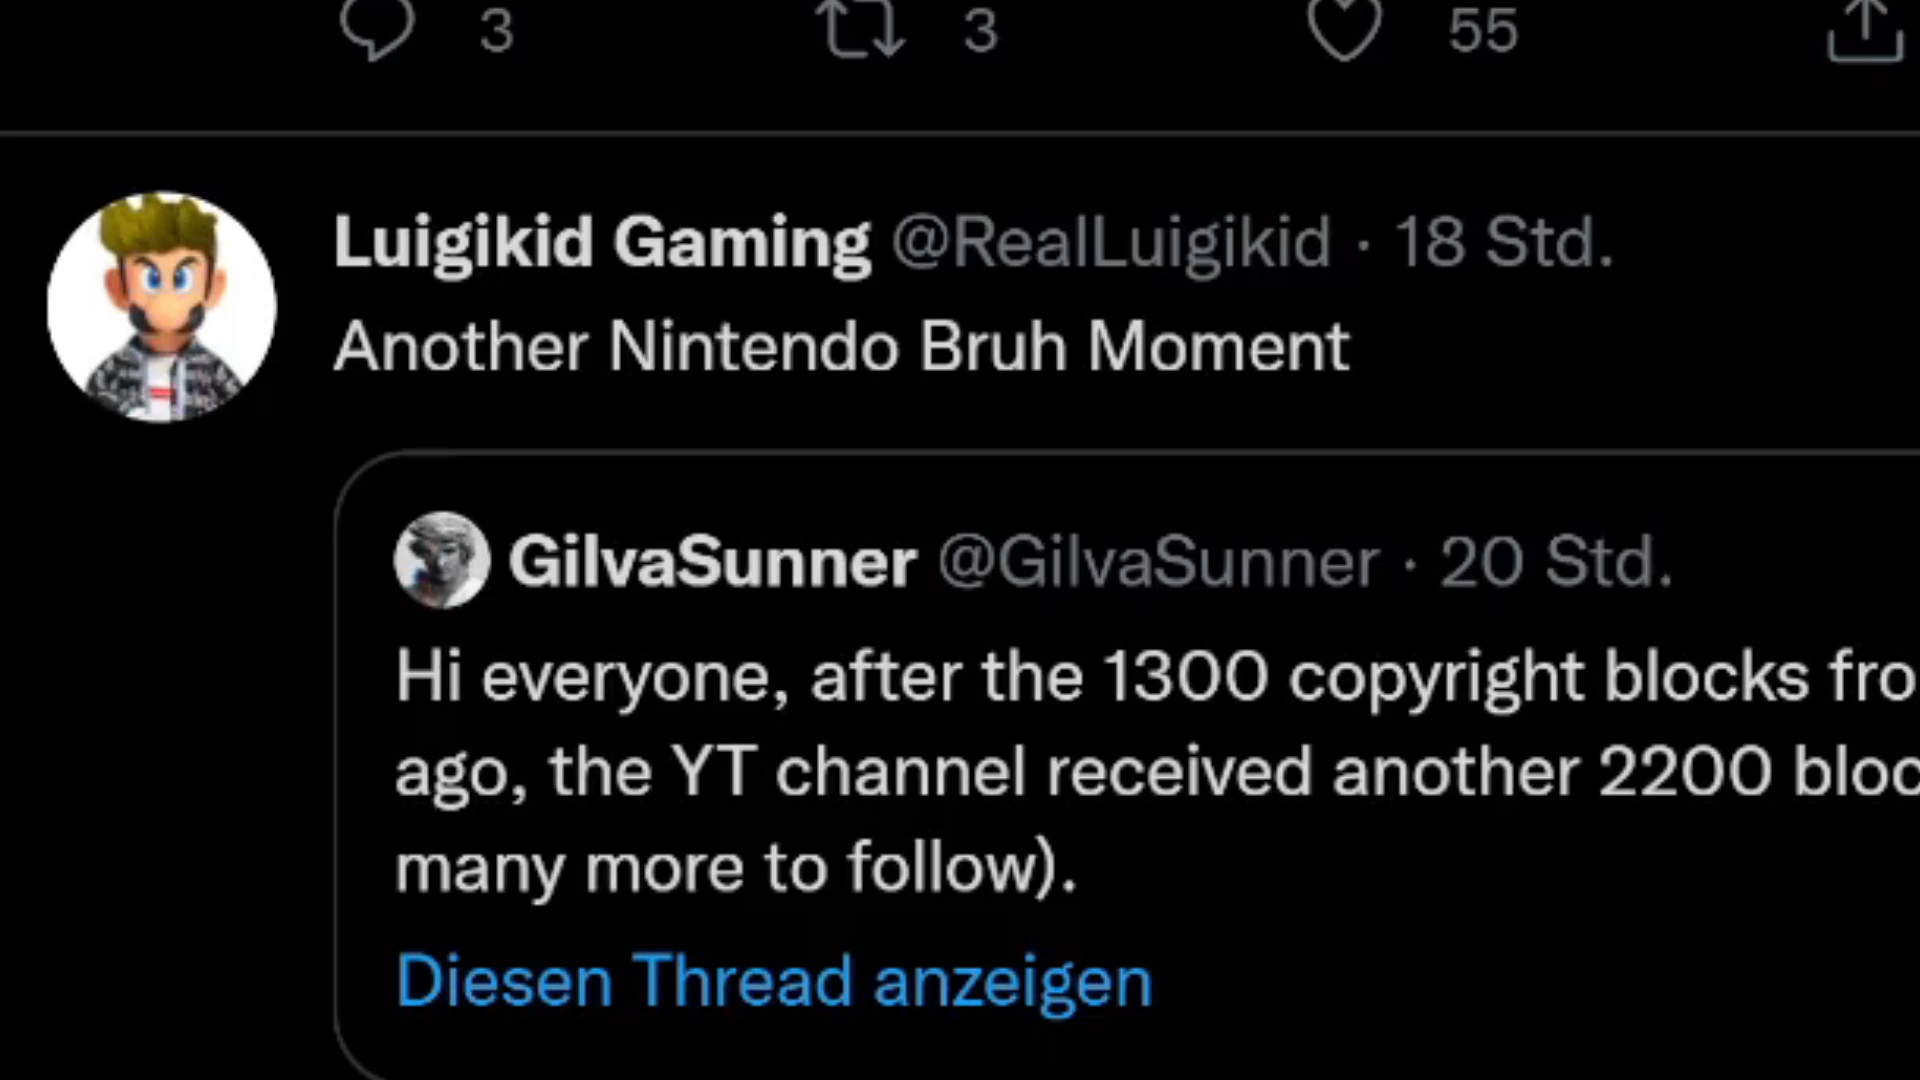 3 3 55
Luigikid Gaming @RealLuigikid · 18 Std.
Another Nintendo Bruh Moment
GilvaSunner @GilvaSunner · 20 Std.
Hi everyone, after the 1300 copyright blocks fro
ago, the YT channel received another 2200 bloc
many more to follow).
Diesen Thread anzeigen